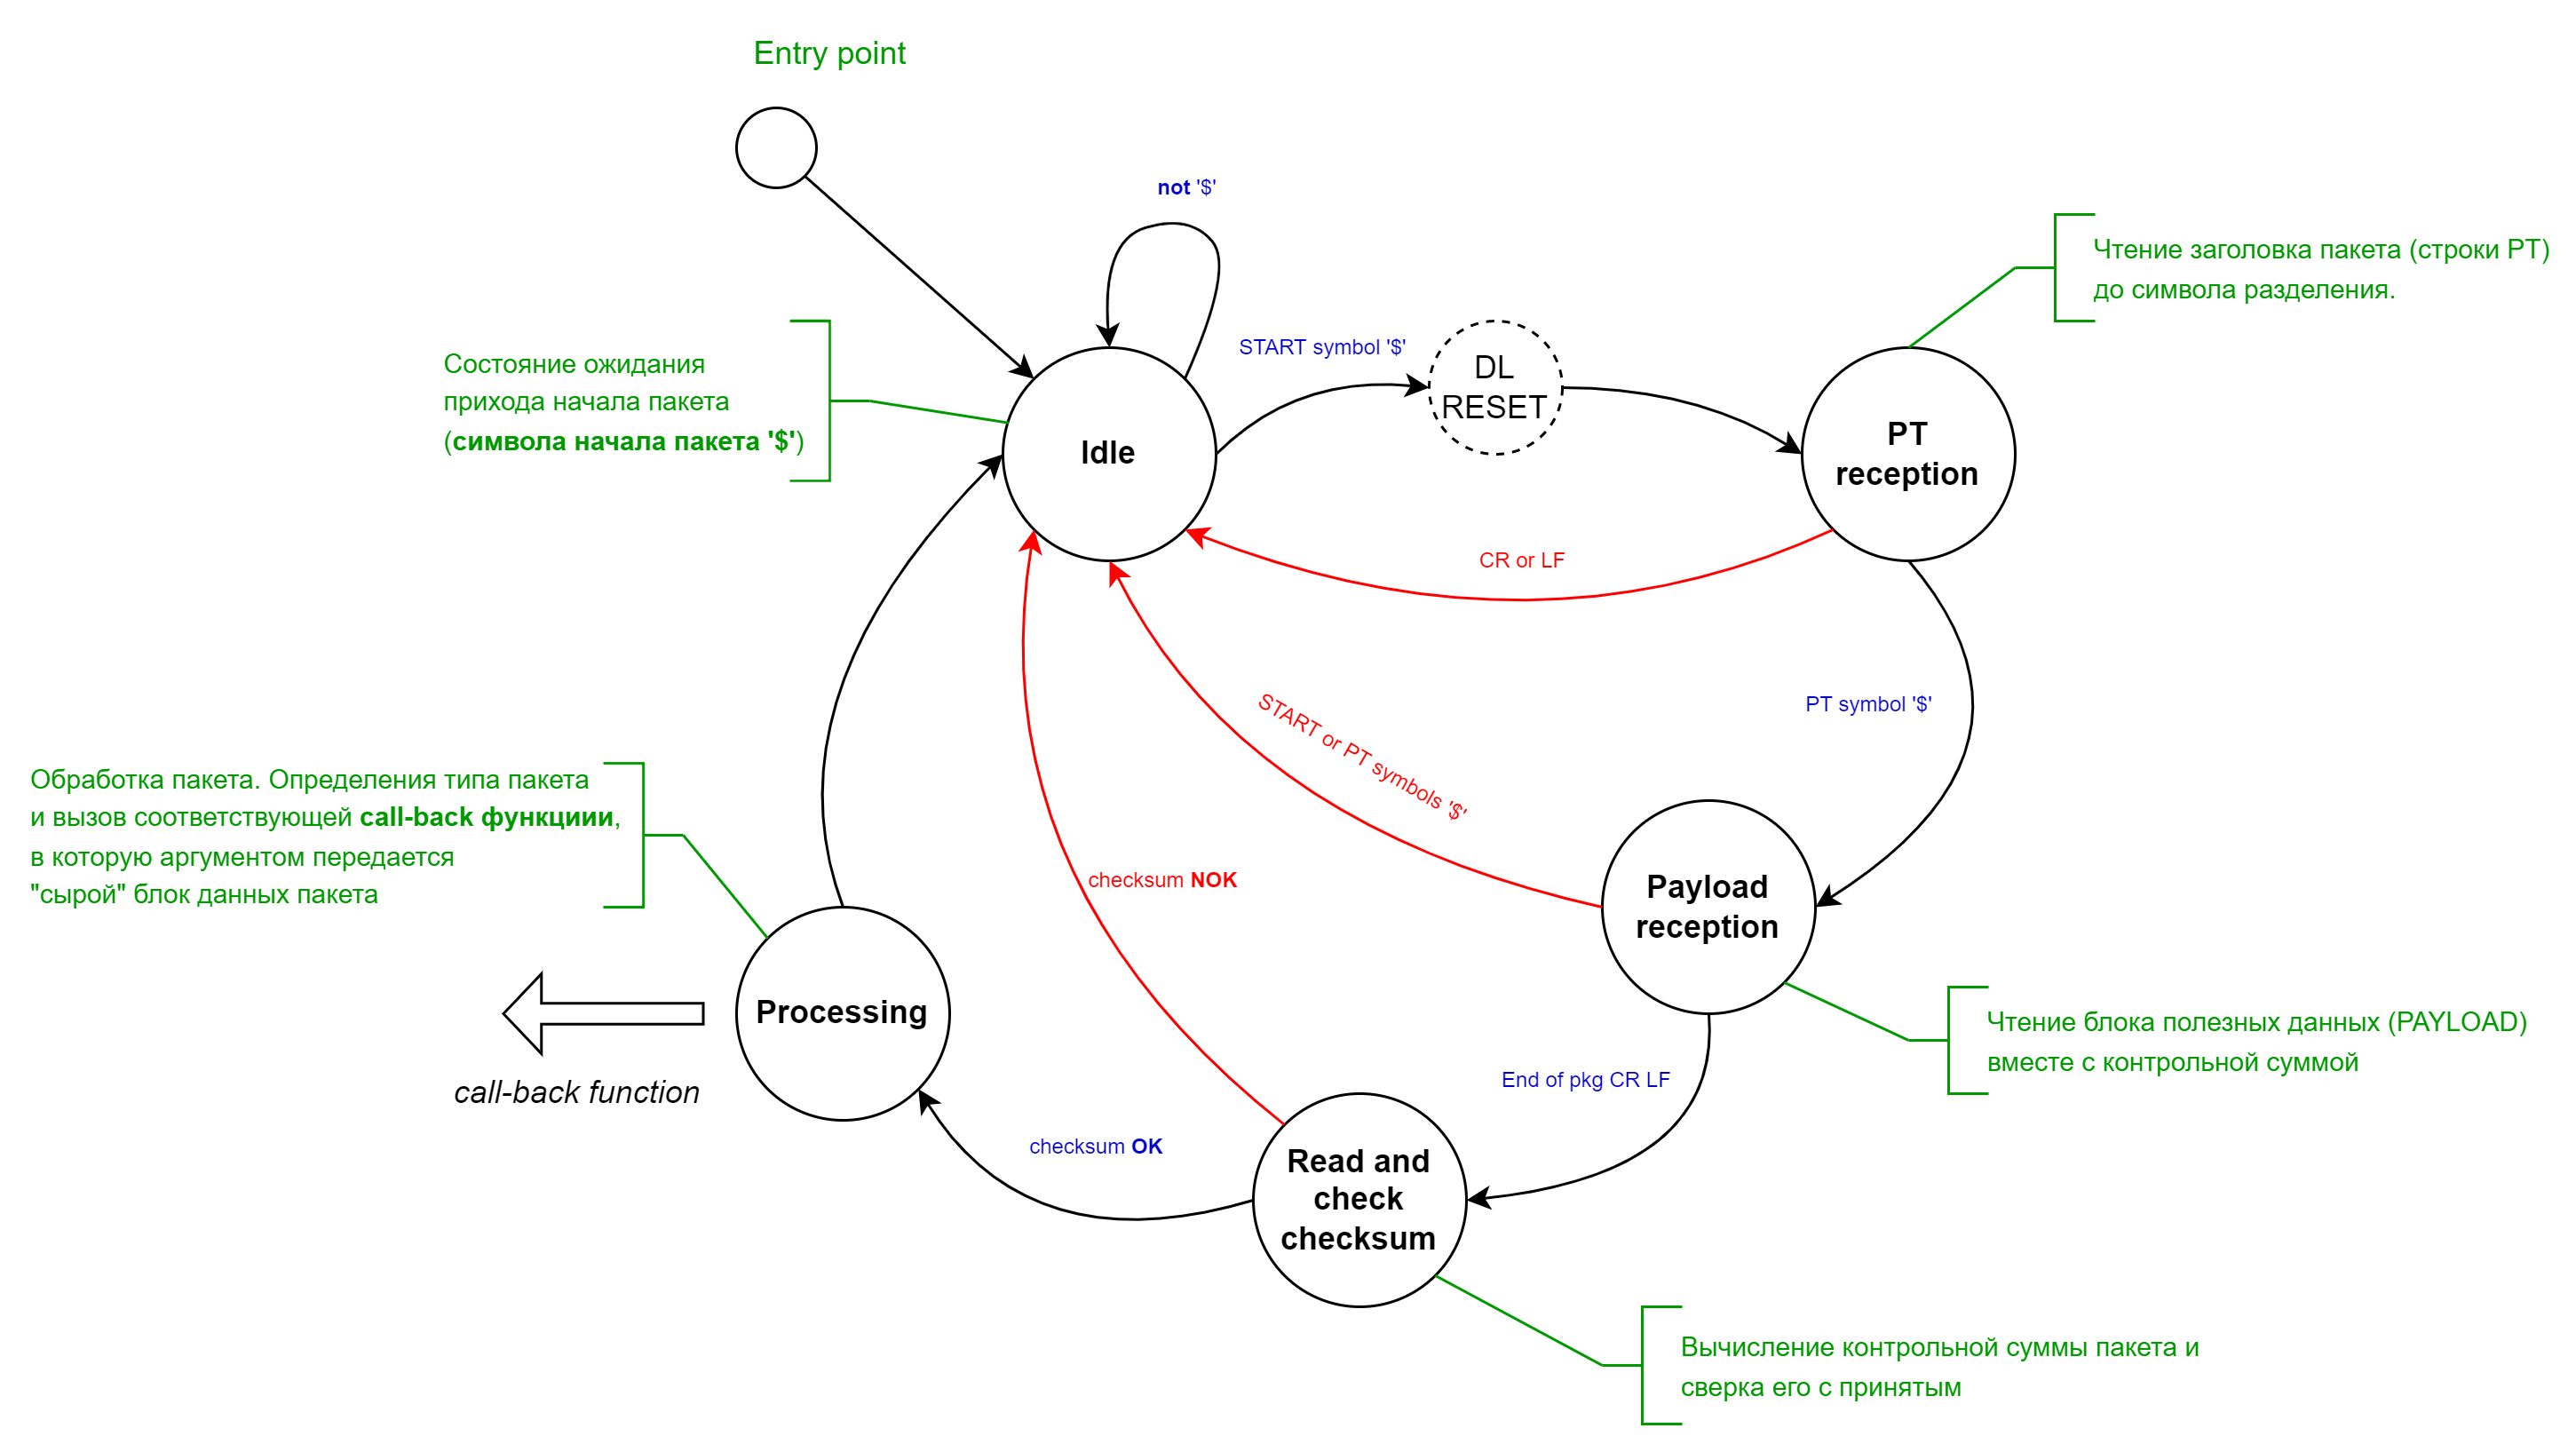 Entry point
not '$'
START symbol '$'
DL
RESET
Чтение заголовка пакета (строки PT)
до символа разделения.
Состояние ожидания
прихода начала пакета
(символа начала пакета '$')
Idle
PT
reception
CR or LF
START or PT symbols '$'
PT symbol '$'
Обработка пакета. Определения типа пакета
и вызов соответствующей call-back функциии,
в которую аргументом передается
"сырой" блок данных пакета
checksum NOK
Payload
reception
Processing
call-back function
Чтение блока полезных данных (PAYLOAD)
вместе с контрольной суммой
End of pkg CR LF
checksum OK
Read and
check
checksum
Вычисление контрольной суммы пакета и
сверка его с принятым